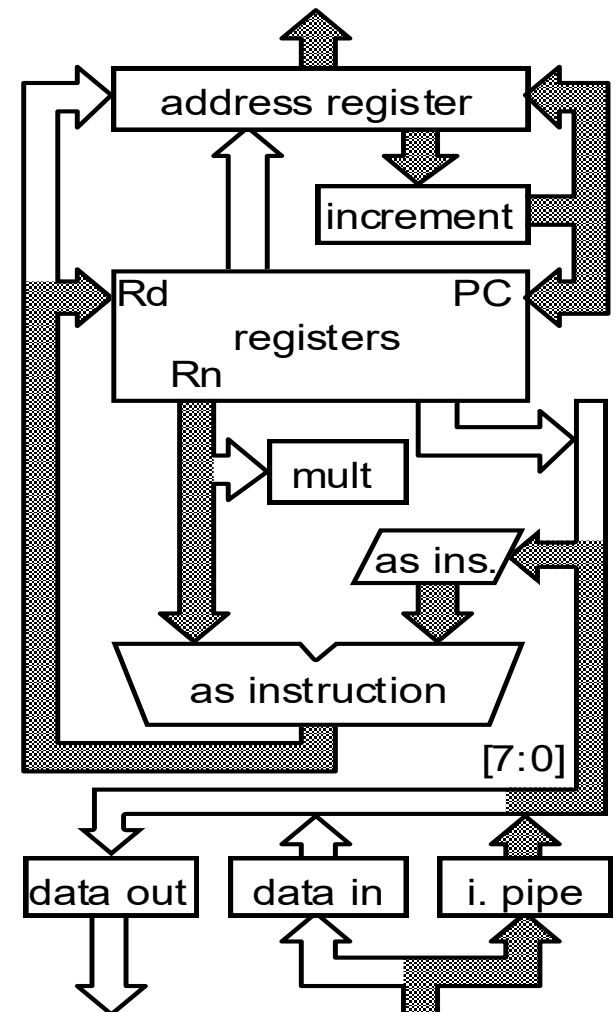 address register
increment
Rd
PC
registers
Rn
mult
as ins.
as instruction
[7:0]
data out
data in
i. pipe